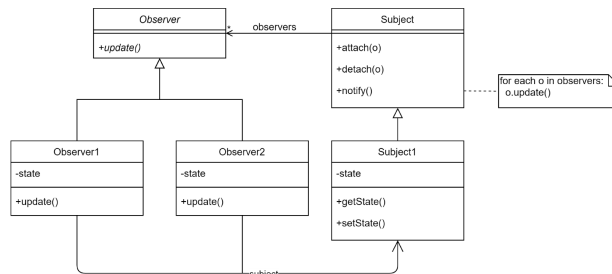 Observer
+update()
*
observers
Subject
+attach(o)
+detach(o)
+notify()
for each o in observers:
o.update()
Observer1
-state
+update()
Observer2
-state
+update()
Subject1
-state
+getState()
+setState()
subject